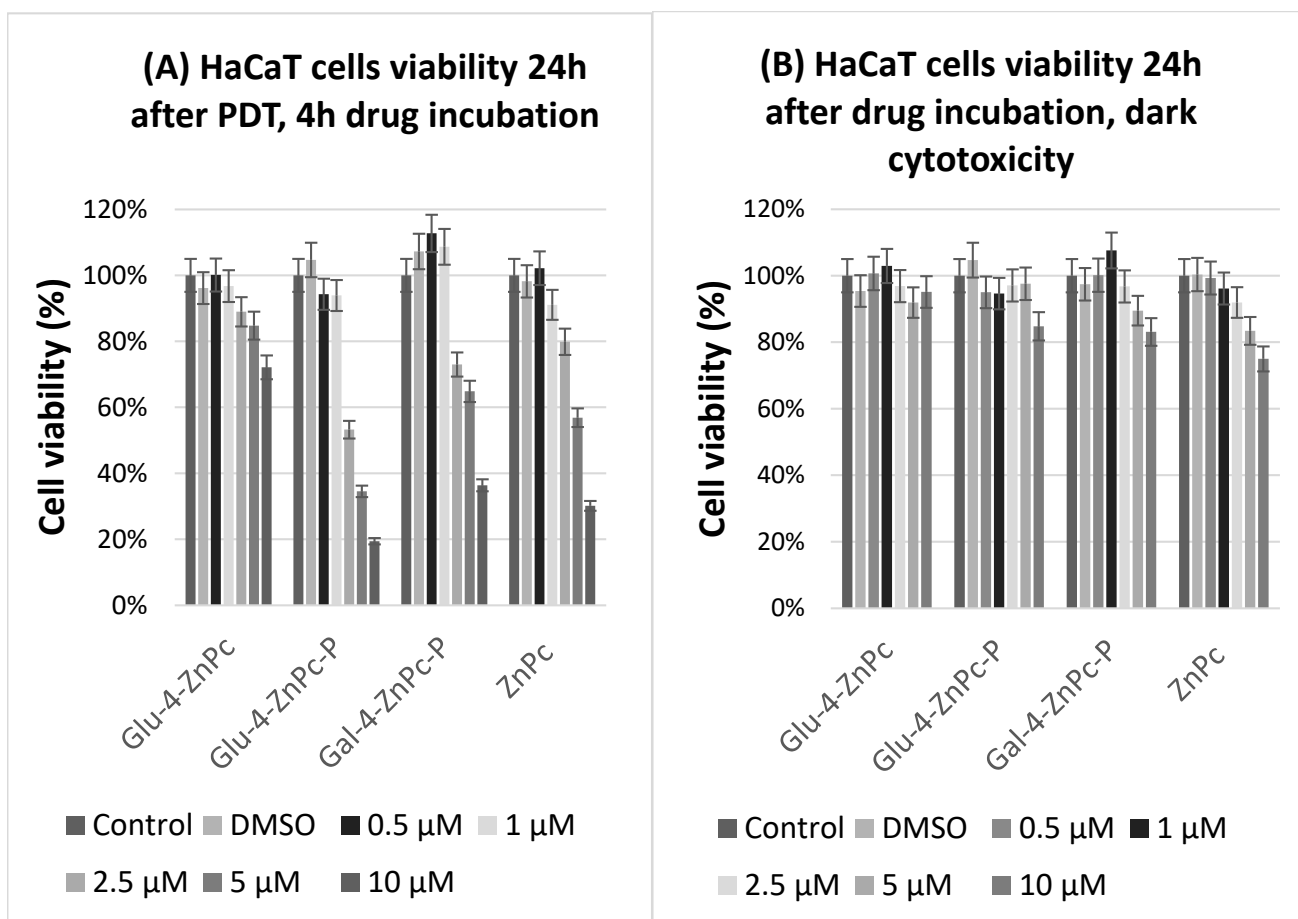 (A) HaCaT cells viability 24h
after PDT, 4h drug incubation
Cell viability (%)
120%
100%
80%
60%
40%
20%
0%
Glu-4-ZnPc
Glu-4-ZnPc-P
Gal-4-ZnPc-P
ZnPc
Control DMSO 0.5 µM 1 µM
2.5 µM 5 µM 10 µM
(B) HaCaT cells viability 24h
after drug incubation, dark
cytotoxicity
Cell viability (%)
120%
100%
80%
60%
40%
20%
0%
Glu-4-ZnPc
Glu-4-ZnPc-P
Gal-4-ZnPc-P
ZnPc
Control DMSO 0.5 µM 1 µM
2.5 µM 5 µM 10 µM